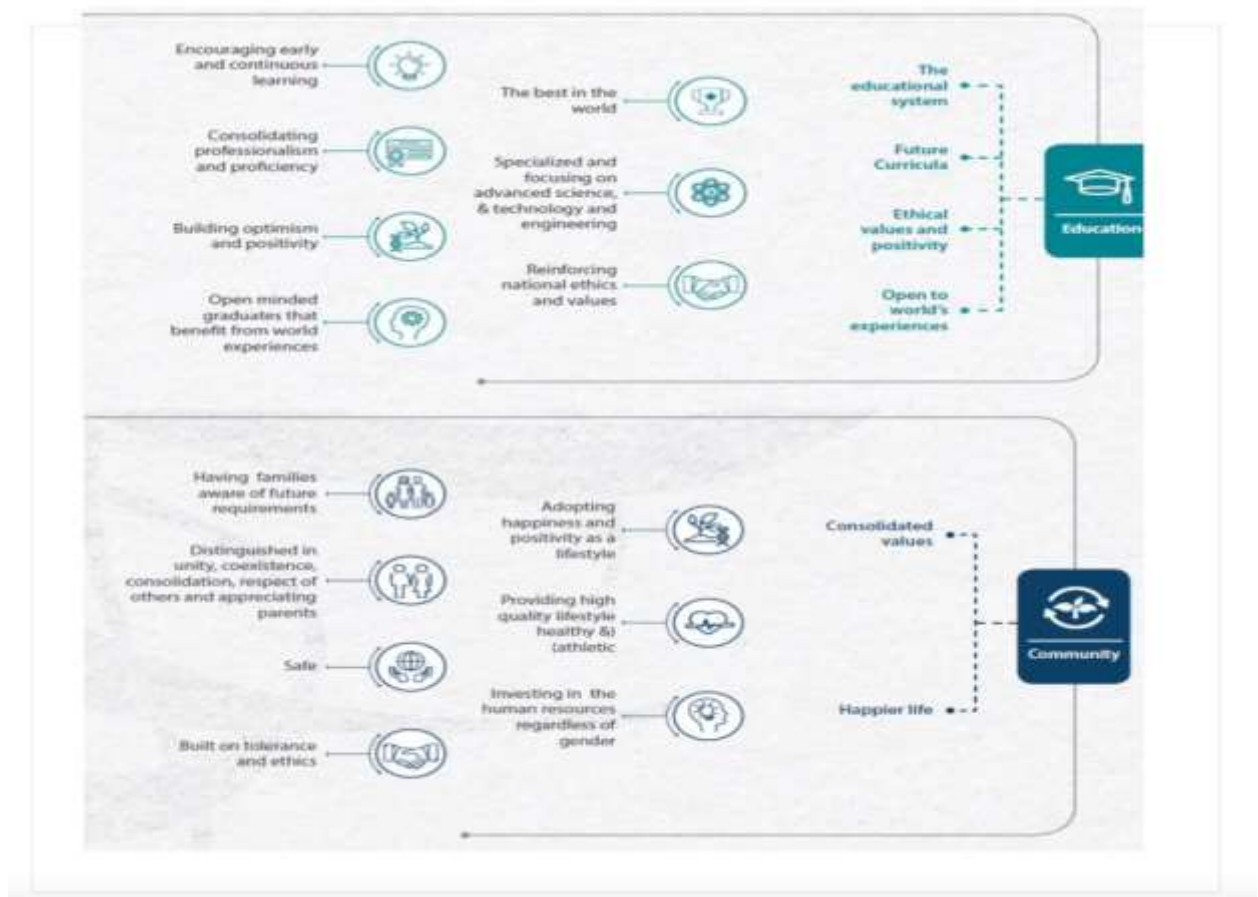 Encouraging early
and continuous
learning
Consolidating
professionalism
and proficiency
Building optimism
and positivity
Open minded
graduates that
benefit from world
experiences
The best in the
world
Specialized and
focusing on
advanced science,
& technology and
engineering
Reinforcing
national ethics
and values
The
educational
system
Future
Curricula
Ethical
values and
positivity
Open to
world's
experiences
Education
Having families
aware of future
requirements
Distinguished in
unity, coexistence,
consolidation, respect of
others and appreciating
parents
Safe
Built on tolerance
and ethics
Adopting
happiness and
positivity as a
lifestyle
Providing high
quality lifestyle
healthy &)
(athletic
Investing in the
human resources
regardless of
gender
Consolidated
values
Happier life
Community